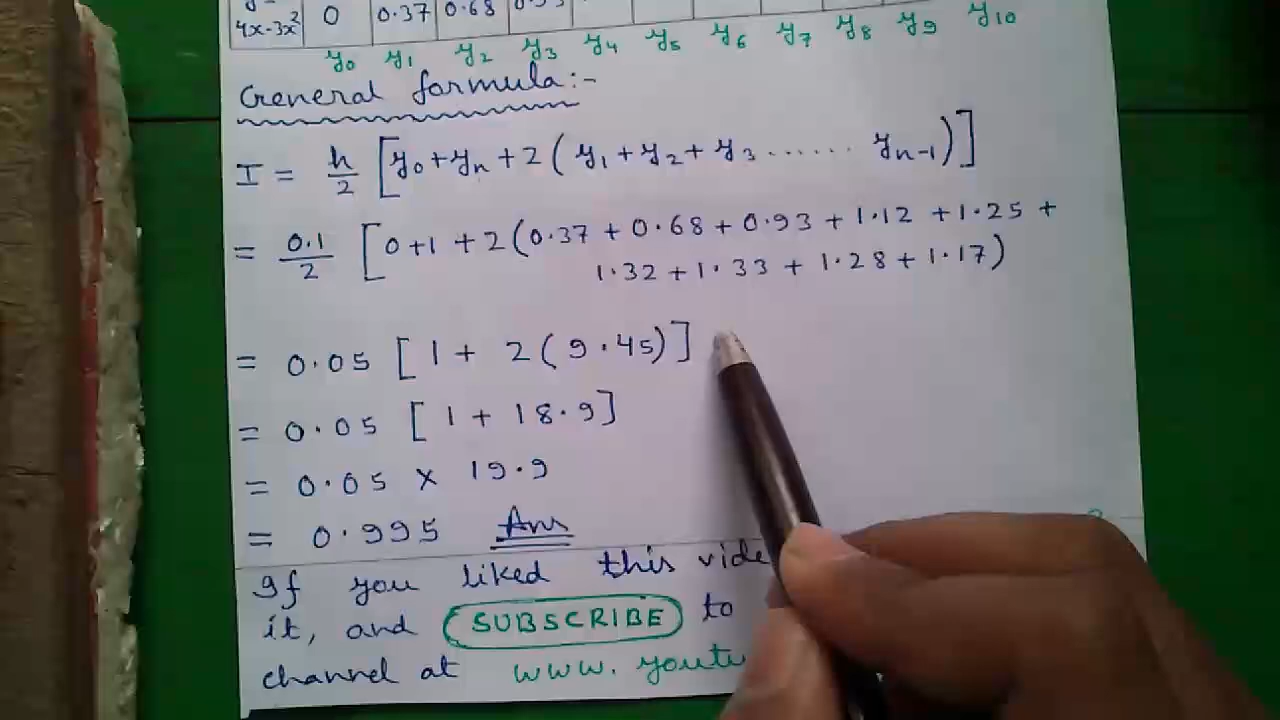 4x-3x² 0 0.37 0.68
y₀ y₁ y₂ y₃ y₄ y₅ y₆ y₇ y₈ y₉ y₁₀
General formula:-
I = h/2 [y₀+yₙ+2(y₁+y₂+y₃ ...... yₙ₋₁)]
= 0.1/2 [0+1+2(0.37+0.68+0.93+1.12+1.25+
1.32+1.33+1.28+1.17)
= 0.05 [1+ 2(9.45)]
= 0.05 [1+18.9]
= 0.05 × 19.9
= 0.995 Ans
If you liked this
it, and SUBSCRIBE to
channel at www.